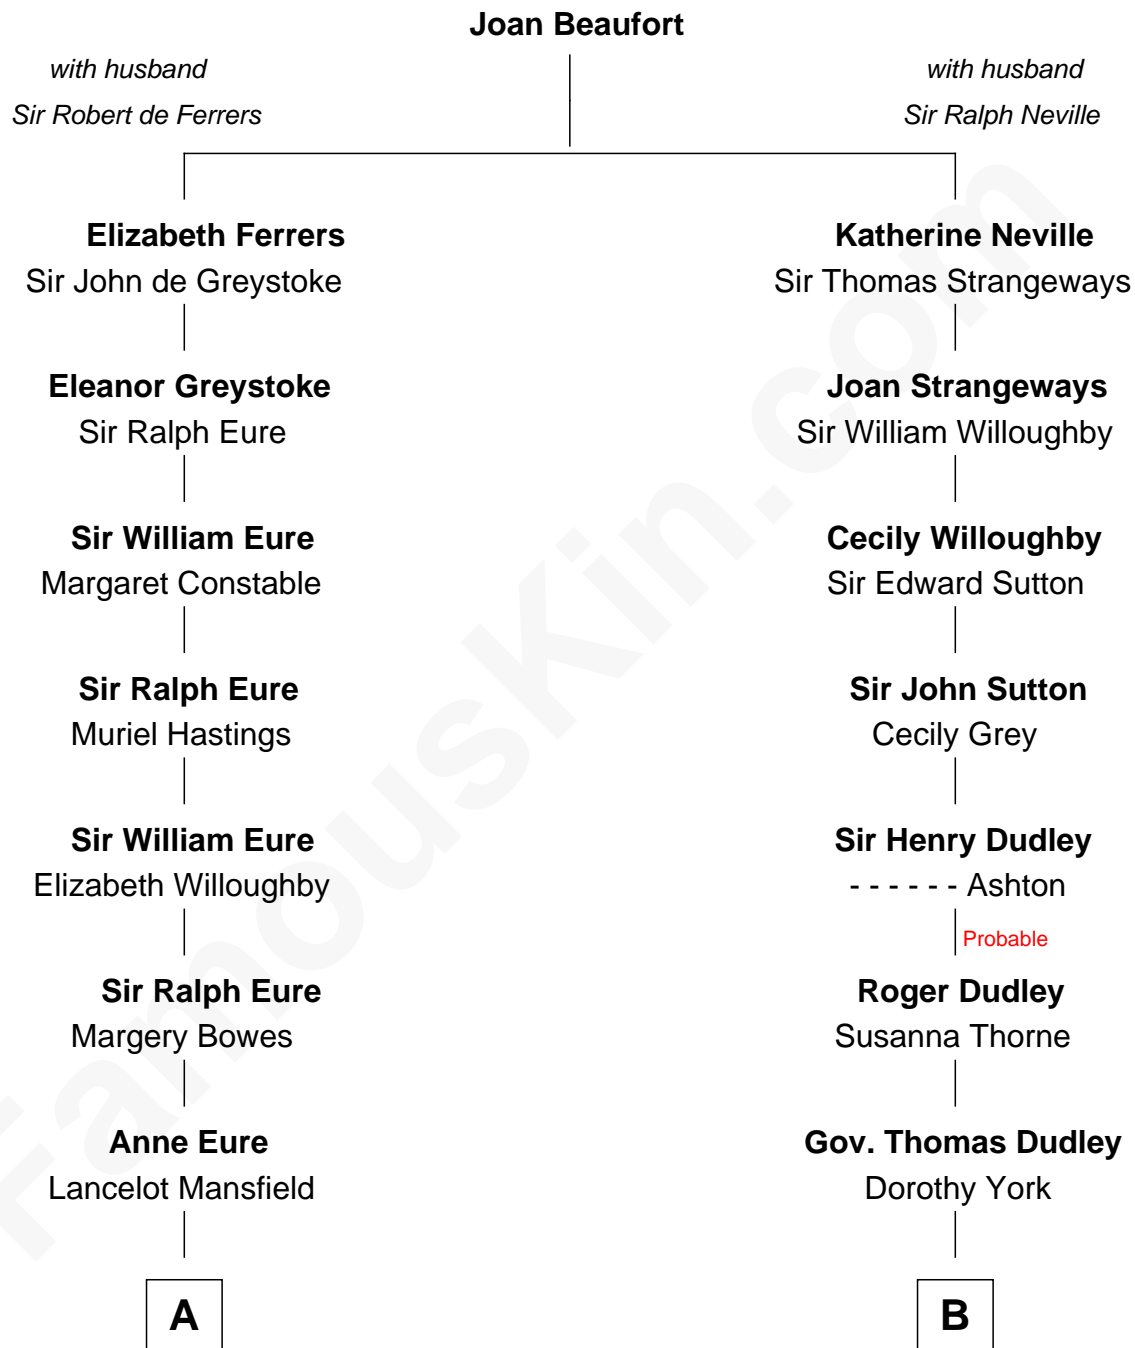 Joan Beaufort
with husband
Sir Robert de Ferrers
with husband
Sir Ralph Neville
Elizabeth Ferrers
Sir John de Greystoke
Katherine Neville
Sir Thomas Strangeways
Eleanor Greystoke
Sir Ralph Eure
Joan Strangeways
Sir William Willoughby
Sir William Eure
Margaret Constable
Cecily Willoughby
Sir Edward Sutton
Sir Ralph Eure
Muriel Hastings
Sir John Sutton
Cecily Grey
Sir William Eure
Elizabeth Willoughby
Sir Henry Dudley
- - - - - - Ashton
Probable
Sir Ralph Eure
Margery Bowes
Roger Dudley
Susanna Thorne
Anne Eure
Lancelot Mansfield
Gov. Thomas Dudley
Dorothy York
A
B
FamousKin.com